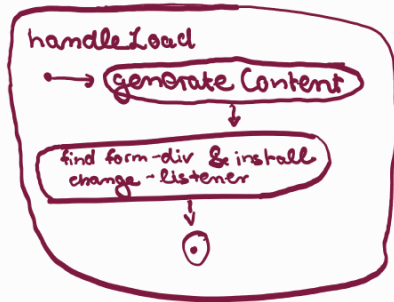 handleLoad
generate Content
find form-div & install
change-listener